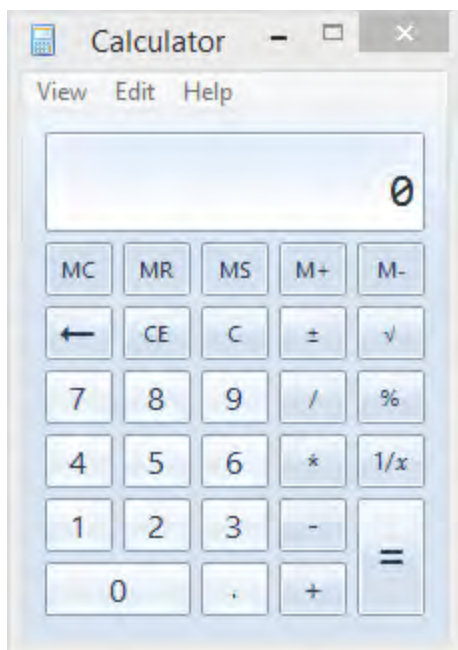 Calculator
View Edit Help
0
MC MR MS M+ M-
← CE C ± √
7 8 9 / %
4 5 6 * 1/x
1 2 3 - =
0 . +